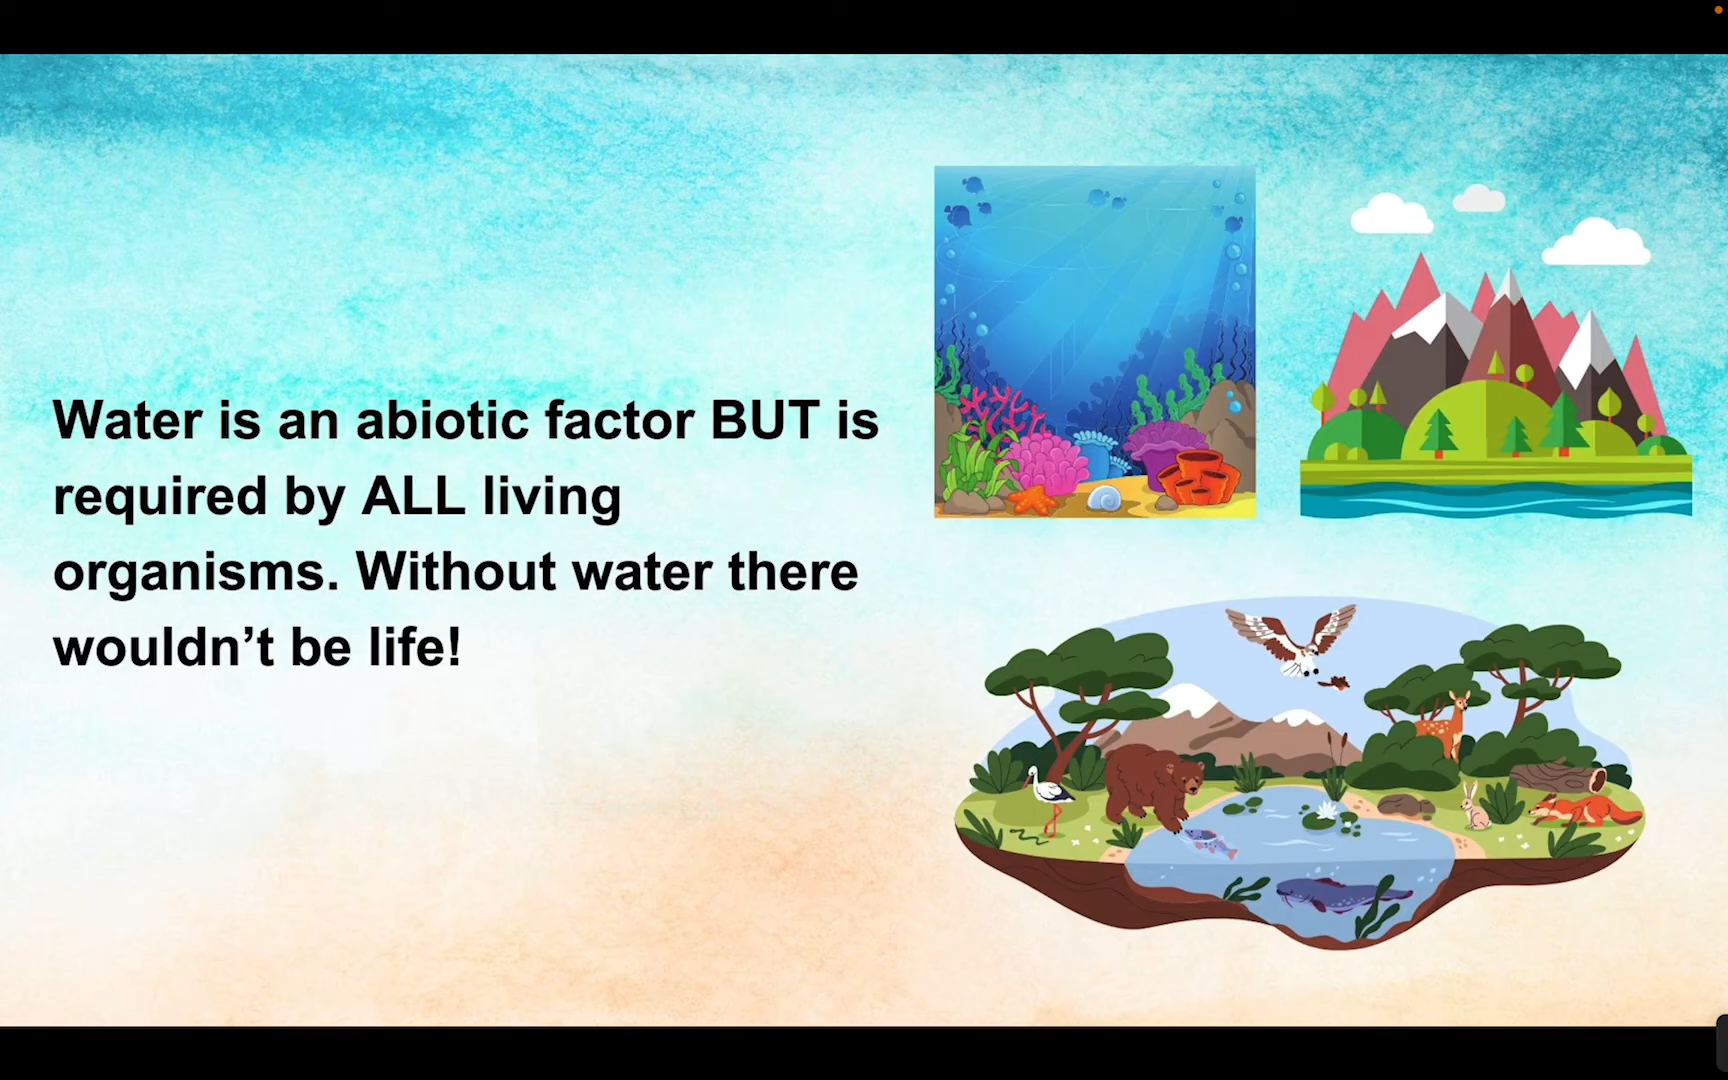 Water is an abiotic factor BUT is
required by ALL living
organisms. Without water there
wouldn’t be life!